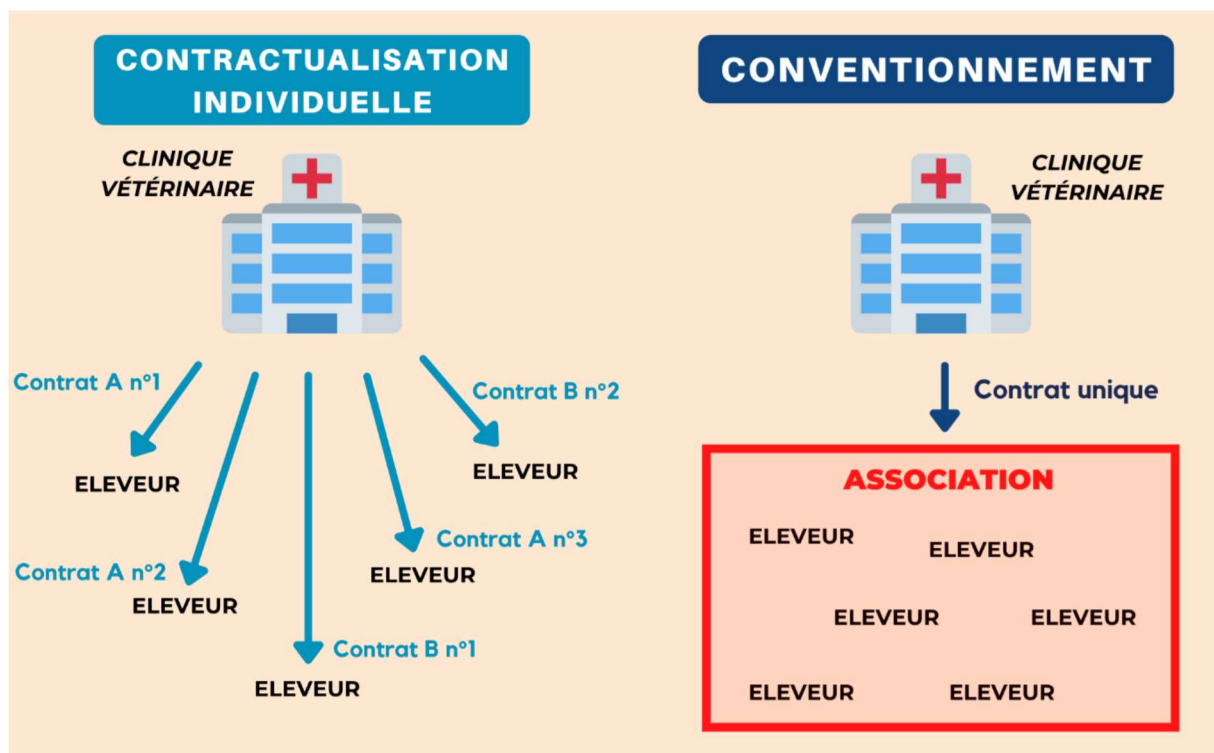 CONTRACTUALISATION
INDIVIDUELLE
CLINIQUE
VÉTÉRINAIRE
Contrat A n°1
Contrat B n°2
ELEVEUR
ELEVEUR
Contrat A n°3
Contrat A n°2
ELEVEUR
ELEVEUR
Contrat B n°1
ELEVEUR
CONVENTIONNEMENT
CLINIQUE
VÉTÉRINAIRE
Contrat unique
ASSOCIATION
ELEVEUR
ELEVEUR
ELEVEUR
ELEVEUR
ELEVEUR
ELEVEUR